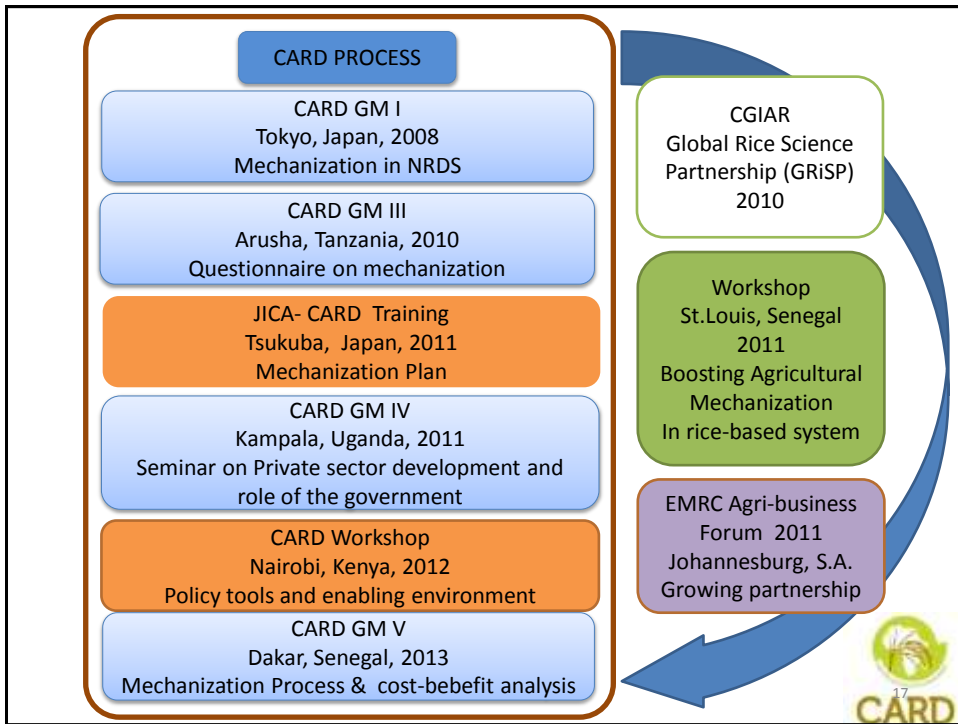 CARD PROCESS
CARD GM I
Tokyo, Japan, 2008
Mechanization in NRDS
CARD GM III
Arusha, Tanzania, 2010
Questionnaire on mechanization
JICA- CARD Training
Tsukuba, Japan, 2011
Mechanization Plan
CARD GM IV
Kampala, Uganda, 2011
Seminar on Private sector development and
role of the government
CARD Workshop
Nairobi, Kenya, 2012
Policy tools and enabling environment
CARD GM V
Dakar, Senegal, 2013
Mechanization Process & cost-bebefit analysis
CGIAR
Global Rice Science
Partnership (GRiSP)
2010
Workshop
St.Louis, Senegal
2011
Boosting Agricultural
Mechanization
In rice-based system
EMRC Agri-business
Forum 2011
Johannesburg, S.A.
Growing partnership
17
CARD